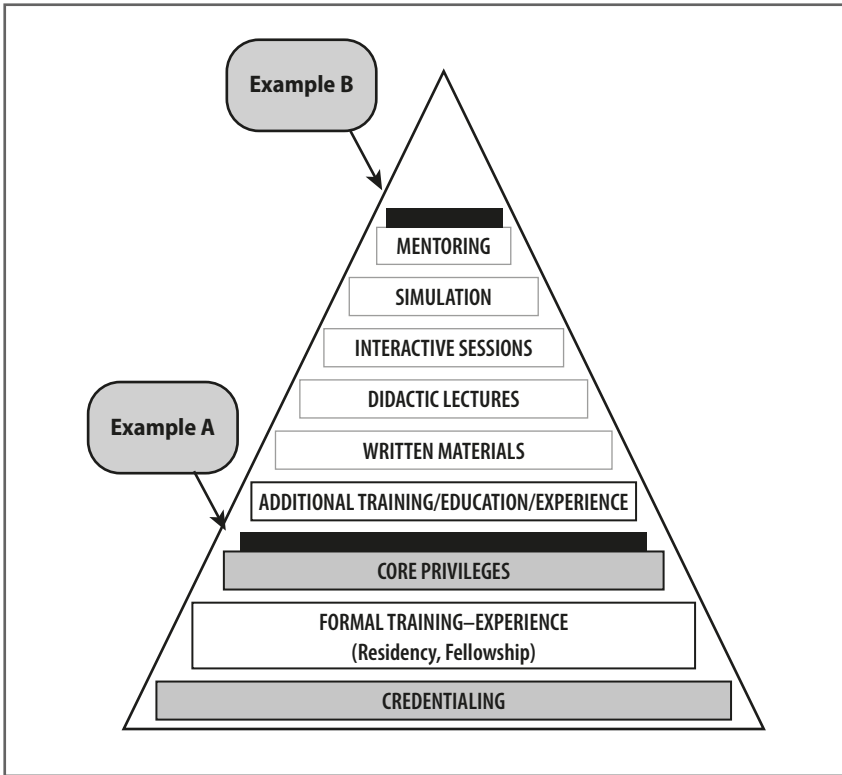 Example B
MENTORING
SIMULATION
INTERACTIVE SESSIONS
DIDACTIC LECTURES
Example A
WRITTEN MATERIALS
ADDITIONAL TRAINING/EDUCATION/EXPERIENCE
CORE PRIVILEGES
FORMAL TRAINING–EXPERIENCE
(Residency, Fellowship)
CREDENTIALING